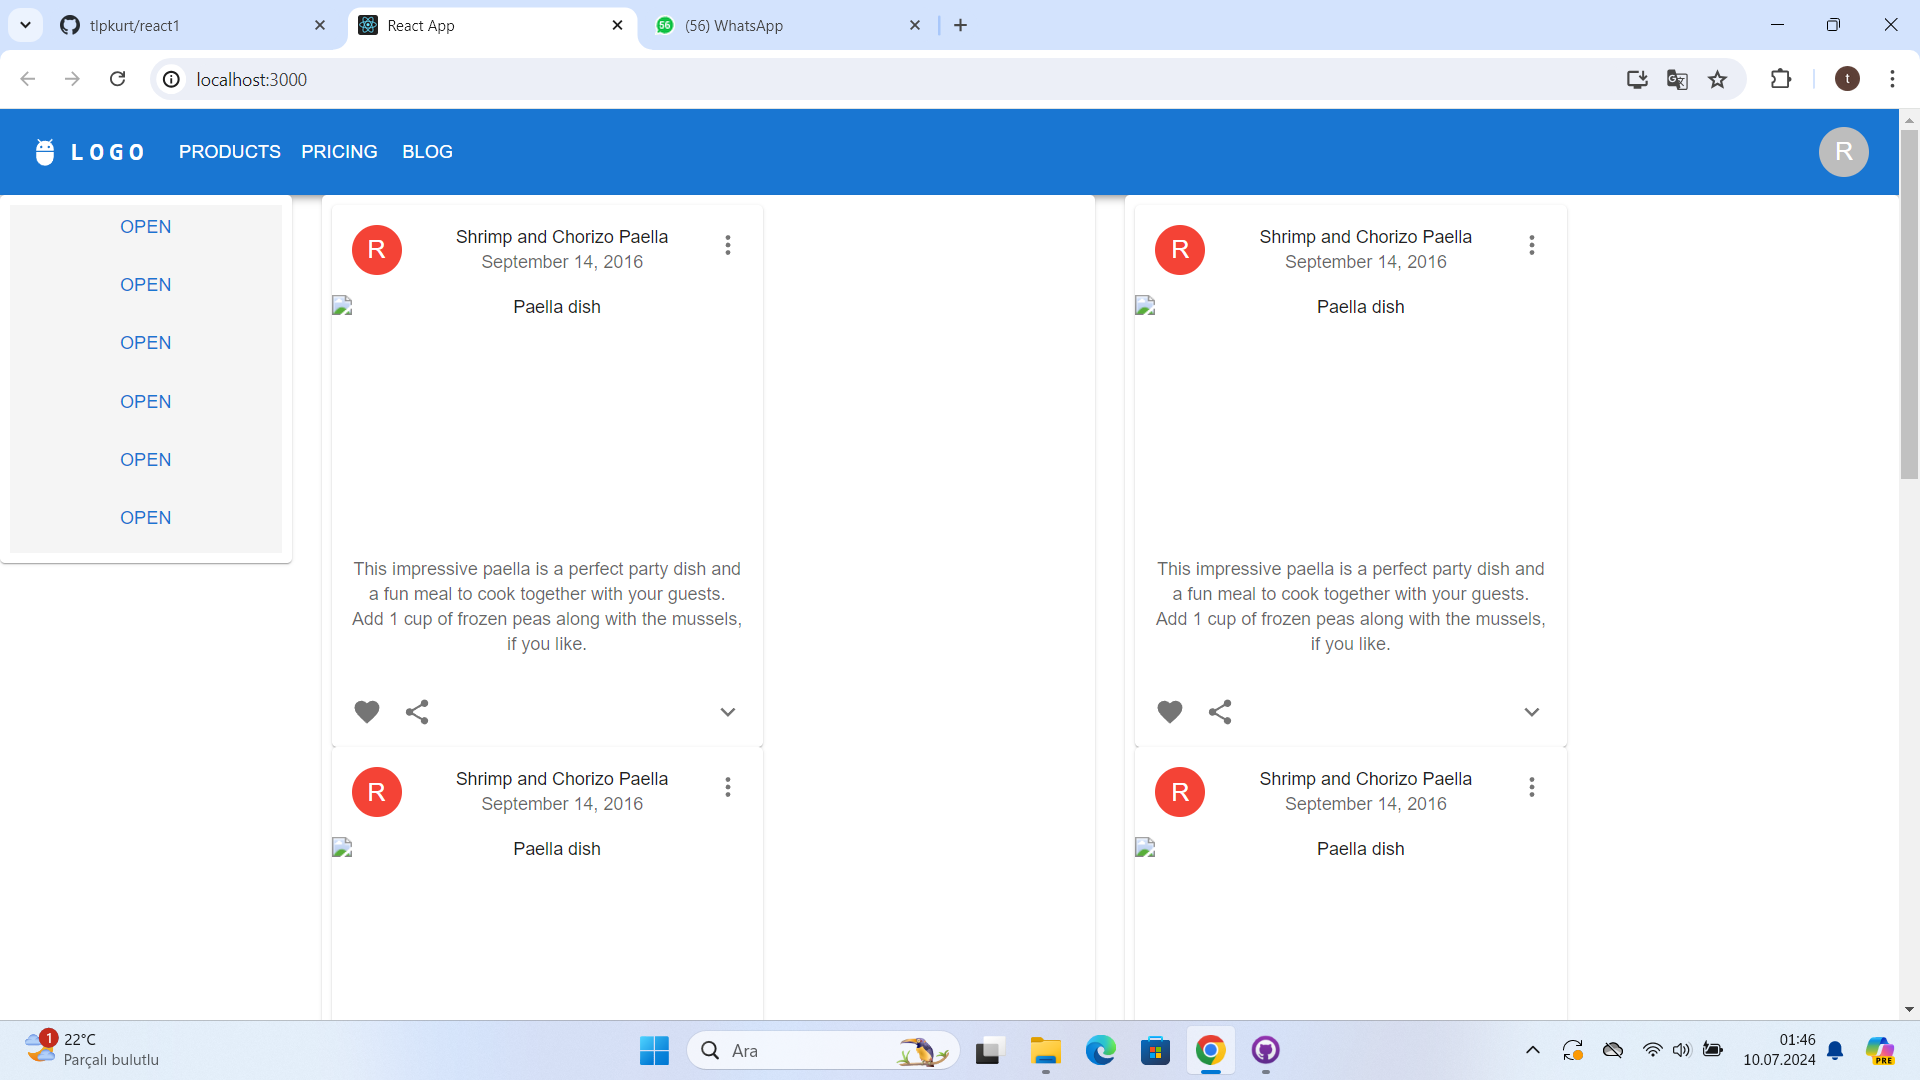 tlpkurt/react1
React App
56
(56) WhatsApp
localhost:3000
t
LOGO
PRODUCTS
PRICING
BLOG
R
OPEN
OPEN
OPEN
OPEN
OPEN
OPEN
R
Shrimp and Chorizo Paella
September 14, 2016
Paella dish
This impressive paella is a perfect party dish and
a fun meal to cook together with your guests.
Add 1 cup of frozen peas along with the mussels,
if you like.
R
Shrimp and Chorizo Paella
September 14, 2016
Paella dish
R
Shrimp and Chorizo Paella
September 14, 2016
Paella dish
This impressive paella is a perfect party dish and
a fun meal to cook together with your guests.
Add 1 cup of frozen peas along with the mussels,
if you like.
R
Shrimp and Chorizo Paella
September 14, 2016
Paella dish
1
22°C
Parçalı bulutlu
Ara
01:46
10.07.2024
PRE